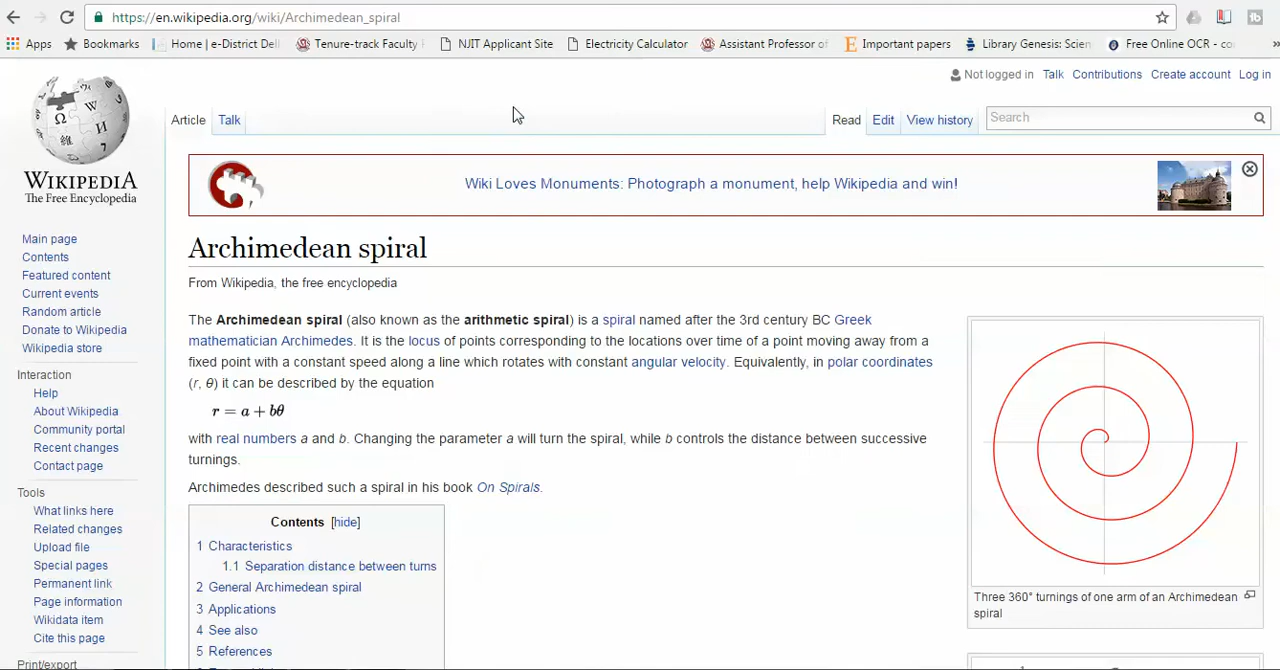 https://en.wikipedia.org/wiki/Archimedean_spiral
Apps Bookmarks Home | e-District Del Tenure-track Faculty NJIT Applicant Site Electricity Calculator Assistant Professor of Important papers Library Genesis: Scien Free Online OCR - co »
Not logged in Talk Contributions Create account Log in
Article Talk Read Edit View history Search
WIKIPEDIA
The Free Encyclopedia
Wiki Loves Monuments: Photograph a monument, help Wikipedia and win!
Main page
Contents
Featured content
Current events
Random article
Donate to Wikipedia
Wikipedia store
Interaction
Help
About Wikipedia
Community portal
Recent changes
Contact page
Tools
What links here
Related changes
Upload file
Special pages
Permanent link
Page information
Wikidata item
Cite this page
Print/export
Archimedean spiral
From Wikipedia, the free encyclopedia
The Archimedean spiral (also known as the arithmetic spiral) is a spiral named after the 3rd century BC Greek
mathematician Archimedes. It is the locus of points corresponding to the locations over time of a point moving away from a
fixed point with a constant speed along a line which rotates with constant angular velocity. Equivalently, in polar coordinates
(r, θ) it can be described by the equation
r = a + bθ
with real numbers a and b. Changing the parameter a will turn the spiral, while b controls the distance between successive
turnings.
Archimedes described such a spiral in his book On Spirals.
Contents [hide]
1 Characteristics
1.1 Separation distance between turns
2 General Archimedean spiral
3 Applications
4 See also
5 References
Three 360° turnings of one arm of an Archimedean
spiral